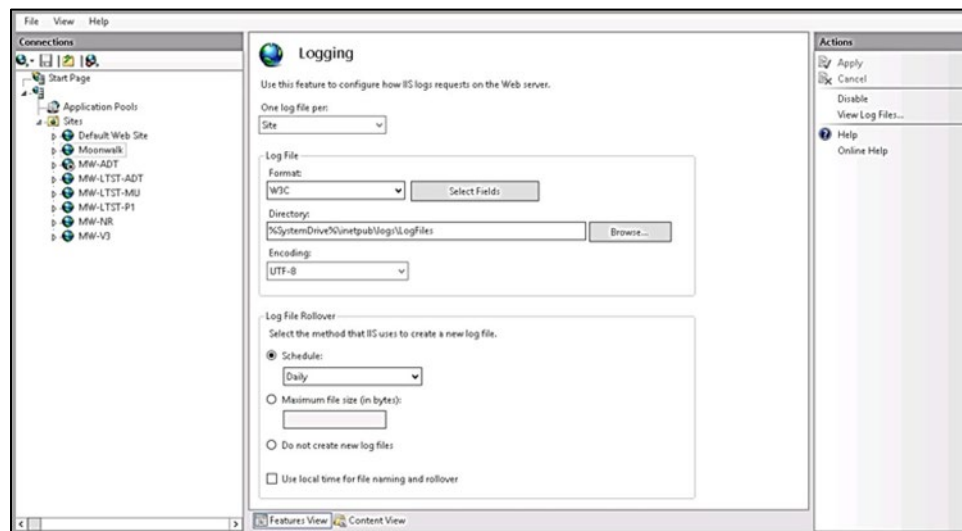 File View Help
Connections
Start Page
Application Pools
Sites
Default Web Site
Moonwalk
MW-ADT
MW-LTST-ADT
MW-LTST-MU
MW-LTST-P1
MW-NR
MW-V3
Logging
Use this feature to configure how IIS logs requests on the Web server.
One log file per:
Site
Log File
Format:
W3C
Select Fields
Directory:
%SystemDrive%\inetpub\logs\LogFiles
Browse...
Encoding:
UTF-8
Log File Rollover
Select the method that IIS uses to create a new log file.
Schedule:
Daily
Maximum file size (in bytes):
Do not create new log files
Use local time for file naming and rollover
Features View Content View
Actions
Apply
Cancel
Disable
View Log Files...
Help
Online Help